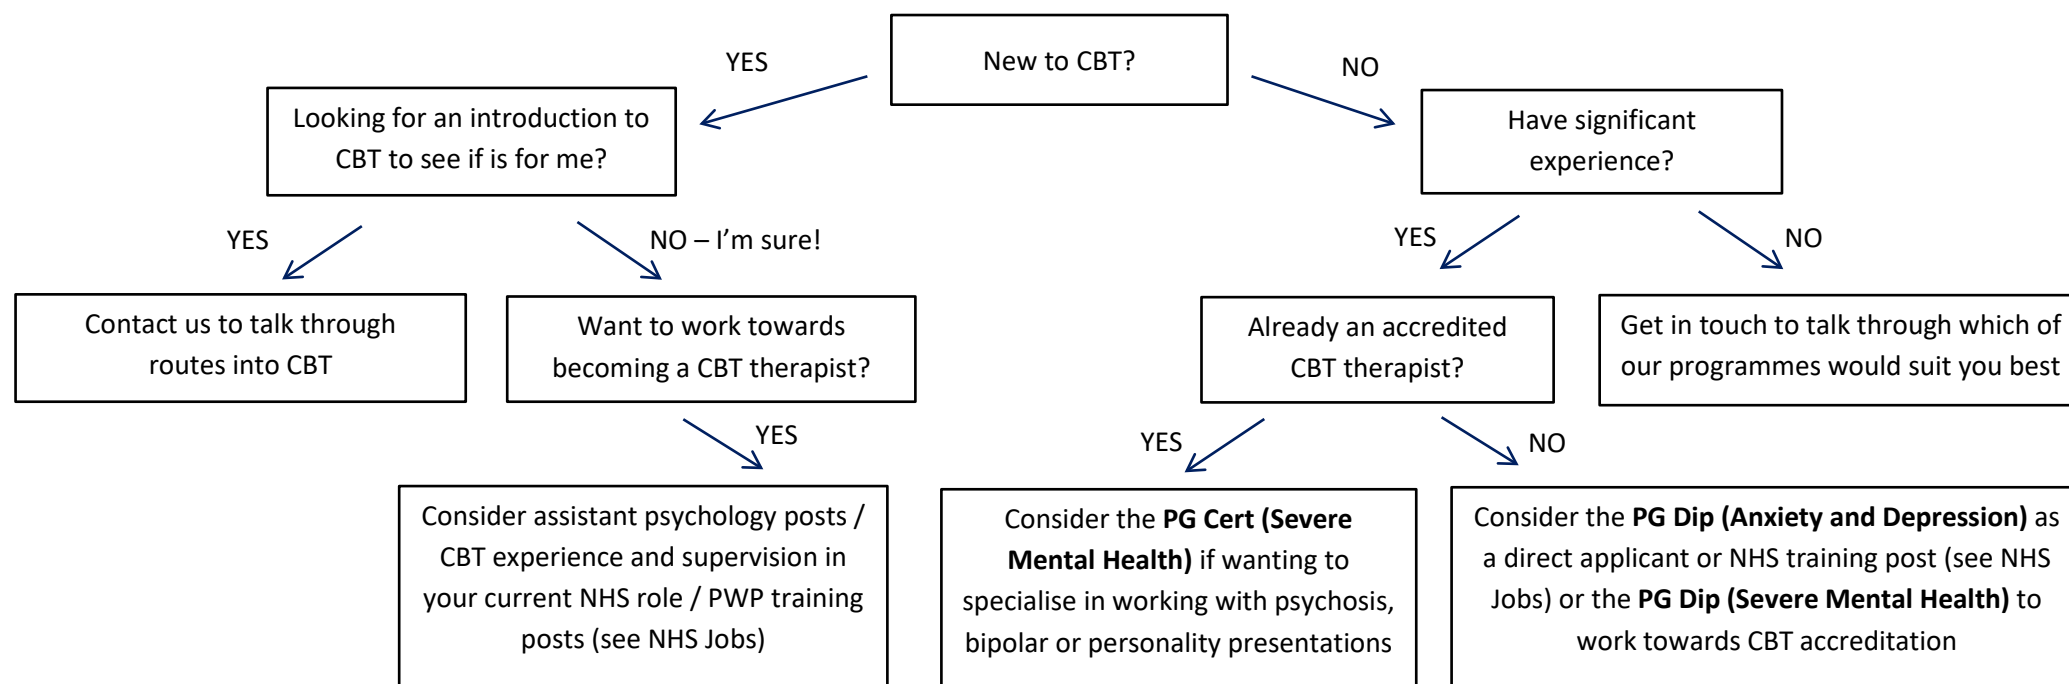 New to CBT?
YES
NO
Looking for an introduction to
CBT to see if is for me?
Have significant
experience?
YES
NO – I’m sure!
YES
NO
Contact us to talk through
routes into CBT
Want to work towards
becoming a CBT therapist?
Already an accredited
CBT therapist?
Get in touch to talk through which of
our programmes would suit you best
YES
YES
NO
Consider assistant psychology posts /
CBT experience and supervision in
your current NHS role / PWP training
posts (see NHS Jobs)
Consider the PG Cert (Severe
Mental Health) if wanting to
specialise in working with psychosis,
bipolar or personality presentations
Consider the PG Dip (Anxiety and Depression) as
a direct applicant or NHS training post (see NHS
Jobs) or the PG Dip (Severe Mental Health) to
work towards CBT accreditation